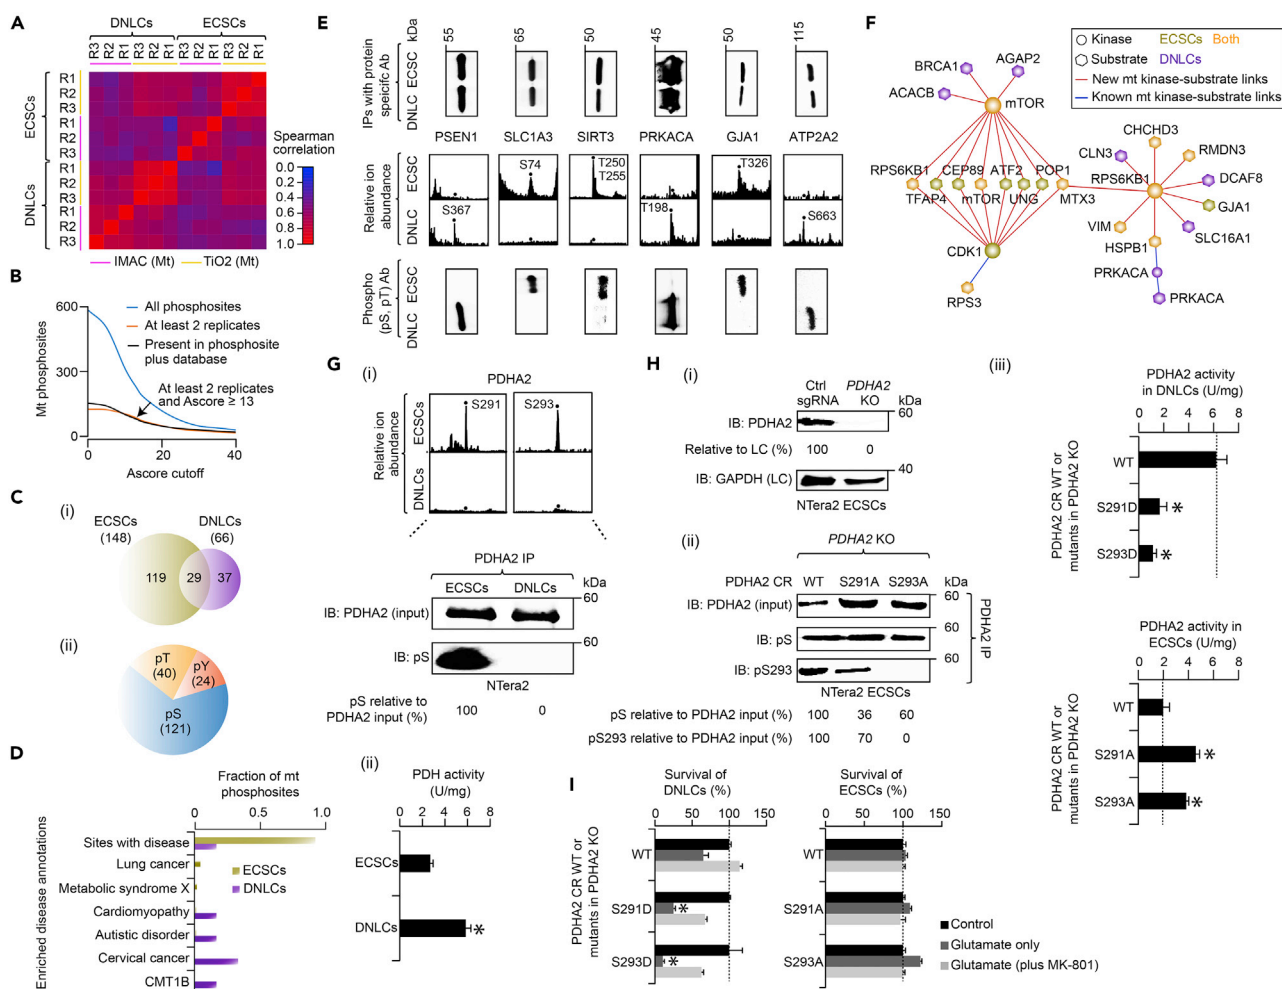 A
DNLCs
ECSCs
R3 R2 R1 R3 R2 R1 R3 R2 R1 R3 R2 R1
ECSCs
R1
R2
R3
R1
R2
R3
DNLCs
R1
R2
R3
R1
R2
R3
Spearman
correlation
0.0
0.2
0.4
0.6
0.8
1.0
IMAC (Mt)
TiO2 (Mt)
B
Mt phosphosites
600
300
0
All phosphosites
At least 2 replicates
Present in phosphosite
plus database
At least 2 replicates
and Ascore ≥ 13
0 20 40
Ascore cutoff
C
(i)
ECSCs
(148)
DNLCs
(66)
119 29 37
(ii)
pT
(40)
pY
(24)
pS
(121)
D
Fraction of mt
phosphosites
0 0.5 1.0
Enriched disease annotations
Sites with disease
Lung cancer
Metabolic syndrome X
Cardiomyopathy
Autistic disorder
Cervical cancer
CMT1B
ECSCs
DNLCs
E
kDa
55 65 50 45 50 115
IPs with protein
speicific Ab
ECSC
DNLC
PSEN1 SLC1A3 SIRT3 PRKACA GJA1 ATP2A2
Relative ion
abundance
ECSC
DNLC
S74
T250
T255
T326
S367
T198
S663
Phospho
(pS, pT) Ab
ECSC
DNLC
F
Kinase
Substrate
ECSCs
Both
DNLCs
New mt kinase-substrate links
Known mt kinase-substrate links
BRCA1
AGAP2
ACACB
mTOR
RPS6KB1
CEP89
ATF2
POP1
TFAP4
mTOR
UNG
MTX3
CDK1
RPS3
CHCHD3
CLN3
RMDN3
RPS6KB1
DCAF8
GJA1
VIM
SLC16A1
HSPB1
PRKACA
PRKACA
G
(i)
PDHA2
Relative ion
abundance
ECSCs
DNLCs
S291
S293
PDHA2 IP
ECSCs DNLCs kDa
IB: PDHA2 (input)
60
IB: pS
60
NTera2
pS relative to
PDHA2 input (%)
100 0
(ii)
PDH activity
(U/mg)
0 2 4 6 8
ECSCs
DNLCs
*
H
(i)
Ctrl
sgRNA
PDHA2
KO
kDa
60
IB: PDHA2
Relative to LC (%) 100 0
40
IB: GAPDH (LC)
NTera2 ECSCs
(ii)
PDHA2 KO
PDHA2 CR WT S291A S293A kDa
60
IB: PDHA2 (input)
60
IB: pS
60
IB: pS293
PDHA2 IP
NTera2 ECSCs
pS relative to PDHA2 input (%) 100 36 60
pS293 relative to PDHA2 input (%) 100 70 0
(iii)
PDHA2 activity
in DNLCs (U/mg)
0 2 4 6 8
PDHA2 CR WT or
mutants in PDHA2 KO
WT
S291D
*
S293D
*
PDHA2 activity in
ECSCs (U/mg)
0 2 4 6 8
PDHA2 CR WT or
mutants in PDHA2 KO
WT
S291A
*
S293A
*
I
Survival of
DNLCs (%)
0 50 100 150
PDHA2 CR WT or
mutants in PDHA2 KO
WT
S291D
*
S293D
*
Survival of
ECSCs (%)
0 50 100 150
WT
S291A
S293A
Control
Glutamate only
Glutamate (plus MK-801)